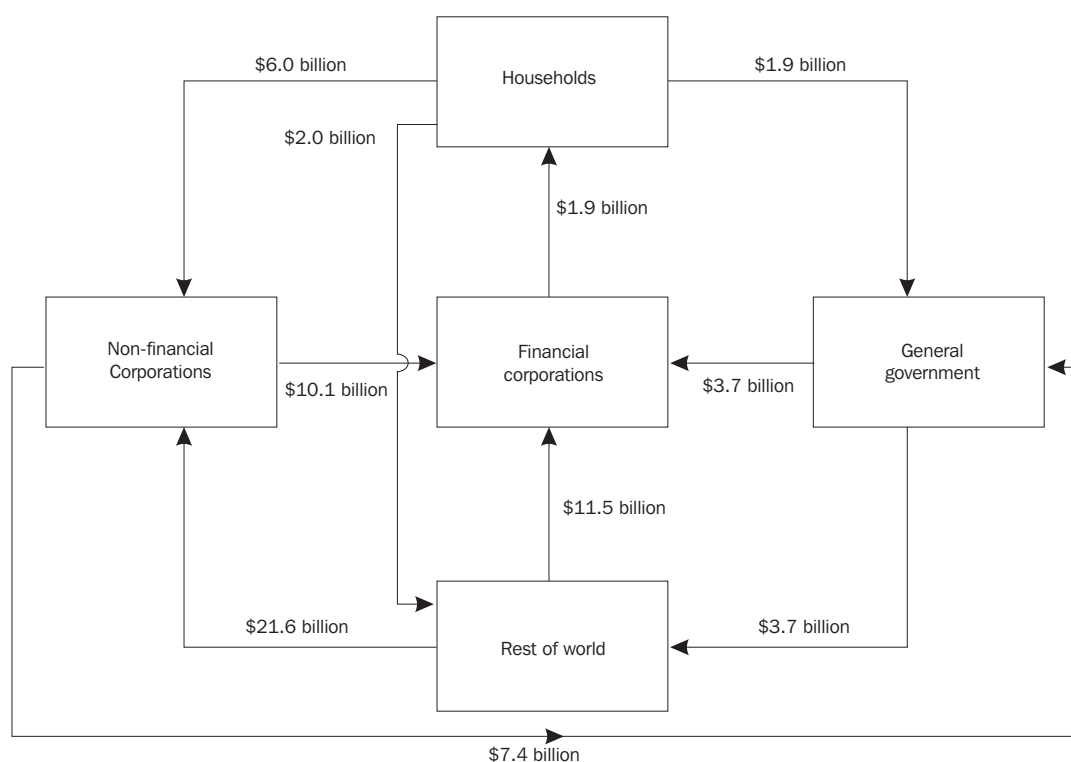 $6.0 billion
Households
$1.9 billion
$2.0 billion
$1.9 billion
Non-financial
Corporations
Financial
corporations
General
government
$10.1 billion
$3.7 billion
$11.5 billion
$21.6 billion
Rest of world
$3.7 billion
$7.4 billion